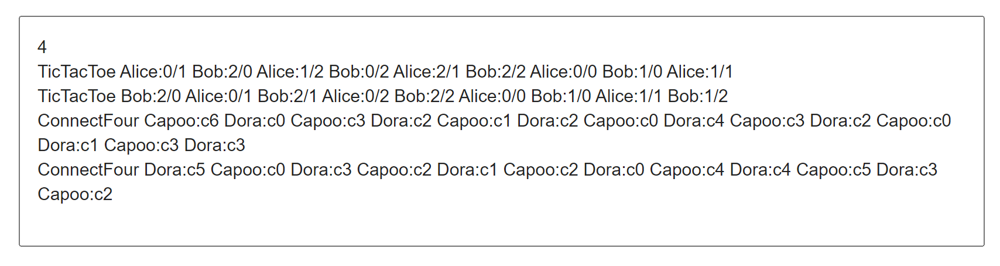 4
TicTacToe Alice:0/1 Bob:2/0 Alice:1/2 Bob:0/2 Alice:2/1 Bob:2/2 Alice:0/0 Bob:1/0 Alice:1/1
TicTacToe Bob:2/0 Alice:0/1 Bob:2/1 Alice:0/2 Bob:2/2 Alice:0/0 Bob:1/0 Alice:1/1 Bob:1/2
ConnectFour Capoo:c6 Dora:c0 Capoo:c3 Dora:c2 Capoo:c1 Dora:c2 Capoo:c0 Dora:c4 Capoo:c3 Dora:c2 Capoo:c0
Dora:c1 Capoo:c3 Dora:c3
ConnectFour Dora:c5 Capoo:c0 Dora:c3 Capoo:c2 Dora:c1 Capoo:c2 Dora:c0 Capoo:c4 Dora:c4 Capoo:c5 Dora:c3
Capoo:c2